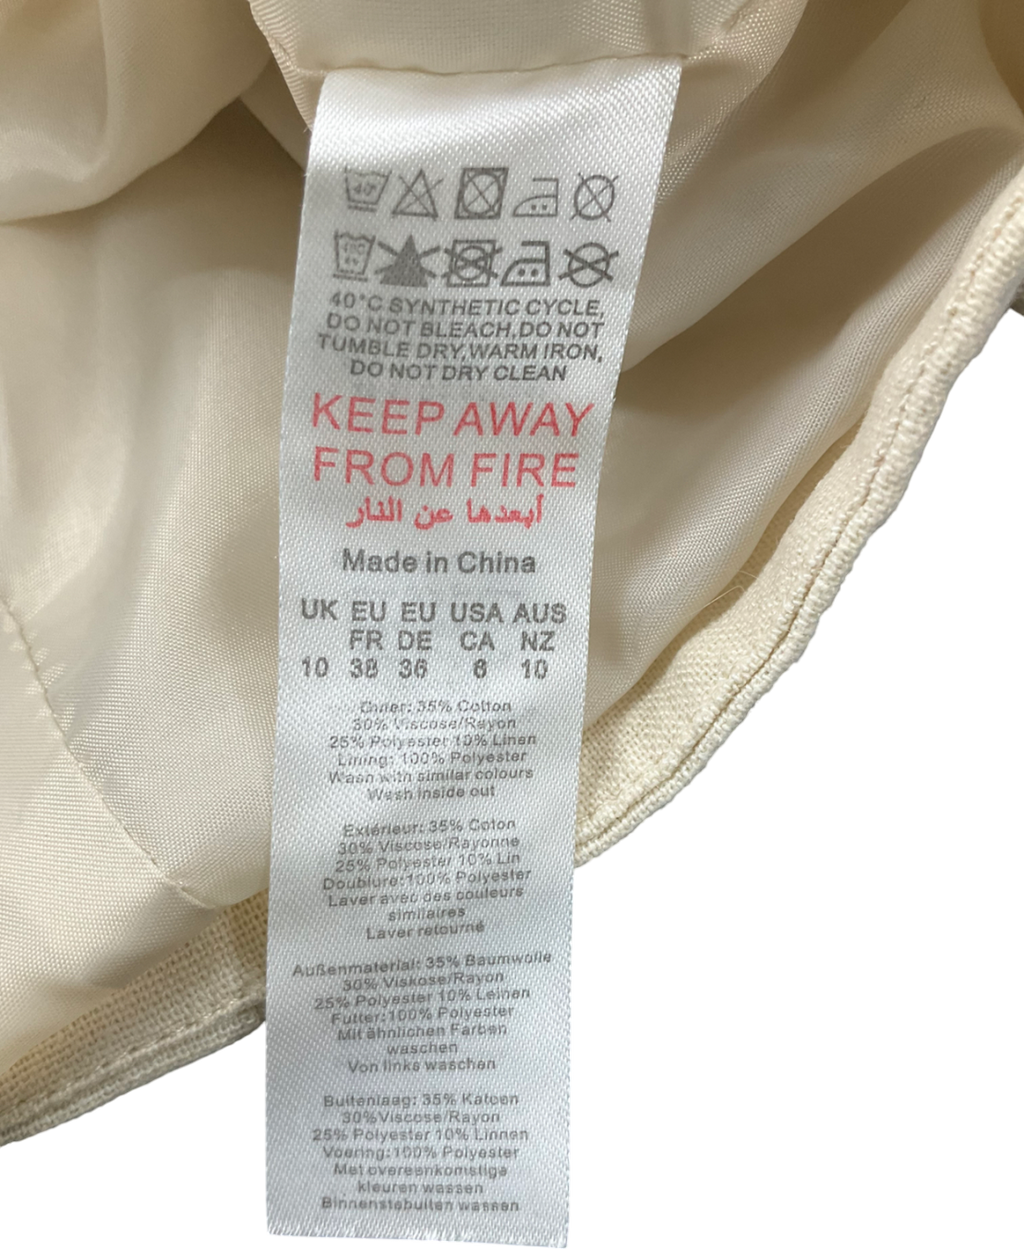 40
40°C SYNTHETIC CYCLE,
DO NOT BLEACH,DO NOT
TUMBLE DRY,WARM IRON,
DO NOT DRY CLEAN
KEEP AWAY
FROM FIRE
أبعدها عن النار
Made in China
UK EU EU USA AUS
FR DE CA NZ
10 38 36 6 10
Outer: 35% Cotton
30% Viscose/Rayon
25% Polyester 10% Linen
Lining: 100% Polyester
Wash with similar colours
Wash inside out
Extérieur: 35% Coton
30% Viscose/Rayonne
25% Polyester 10% Lin
Doublure:100% Polyester
Laver avec des couleurs
similaires
Laver retourné
Außenmaterial: 35% Baumwolle
30% Viskose/Rayon
25% Polyester 10% Leinen
Futter:100% Polyester
Mit ähnlichen Farben
waschen
Von links waschen
Buitenlaag: 35% Katoen
30%Viscose/Rayon
25% Polyester 10% Linnen
Voering:100% Polyester
Met overeenkomstige
kleuren wassen
Binnenstebuiten wassen